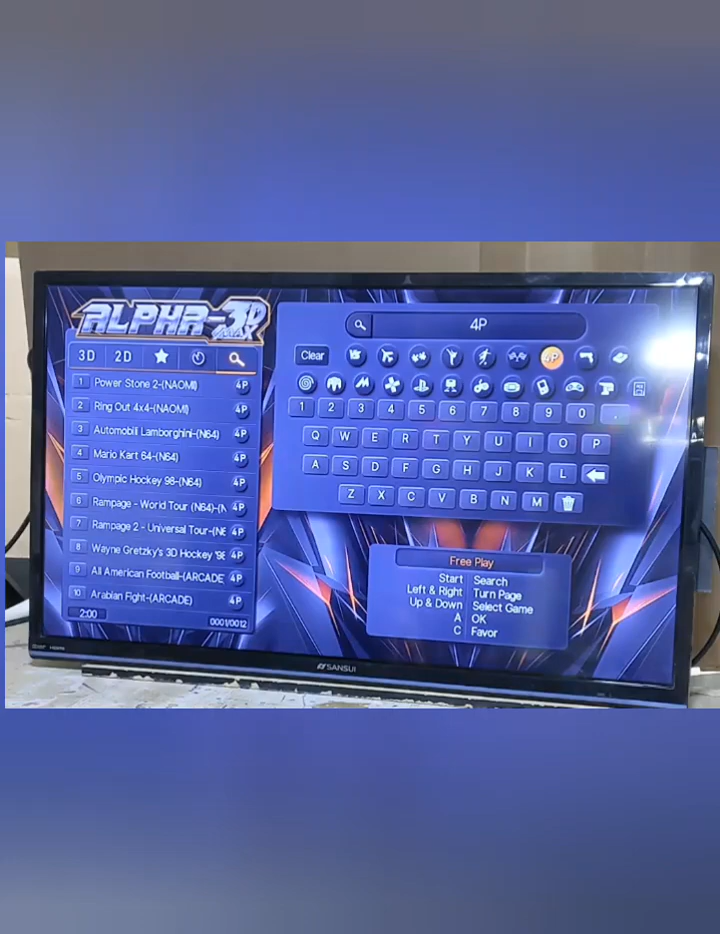 ALPHA-3D
MAX
3D 2D
1 Power Stone 2-(NAOMI) 4P
2 Ring Out 4x4-(NAOMI) 4P
3 Automobili Lamborghini-(N64) 4P
4 Mario Kart 64-(N64) 4P
5 Olympic Hockey 98-(N64) 4P
6 Rampage - World Tour (N64)-(N 4P
7 Rampage 2 - Universal Tour-(N6 4P
8 Wayne Gretzky's 3D Hockey '98 4P
9 All American Football-(ARCADE 4P
10 Arabian Fight-(ARCADE) 4P
2:00 0001/0012
4P
Clear 4P
1 2 3 4 5 6 7 8 9 0 .
Q W E R T Y U I O P
A S D F G H J K L
Z X C V B N M
Free Play
Start Search
Left & Right Turn Page
Up & Down Select Game
A OK
C Favor
SANSUI
HDMI